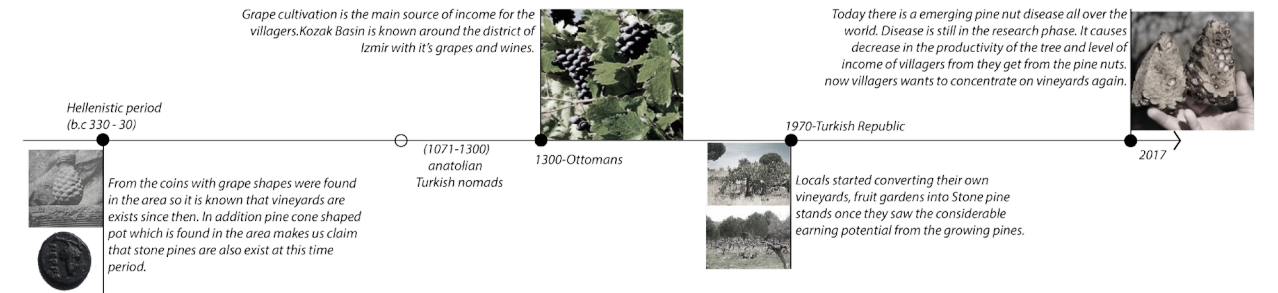 Grape cultivation is the main source of income for the
villagers.Kozak Basin is known around the district of
Izmir with it's grapes and wines.
Today there is a emerging pine nut disease all over the
world. Disease is still in the research phase. It causes
decrease in the productivity of the tree and level of
income of villagers from they get from the pine nuts.
now villagers wants to concentrate on vineyards again.
Hellenistic period
(b.c 330 - 30)
1970-Turkish Republic
(1071-1300)
anatolian
Turkish nomads
1300-Ottomans
2017
From the coins with grape shapes were found
in the area so it is known that vineyards are
exists since then. In addition pine cone shaped
pot which is found in the area makes us claim
that stone pines are also exist at this time
period.
Locals started converting their own
vineyards, fruit gardens into Stone pine
stands once they saw the considerable
earning potential from the growing pines.